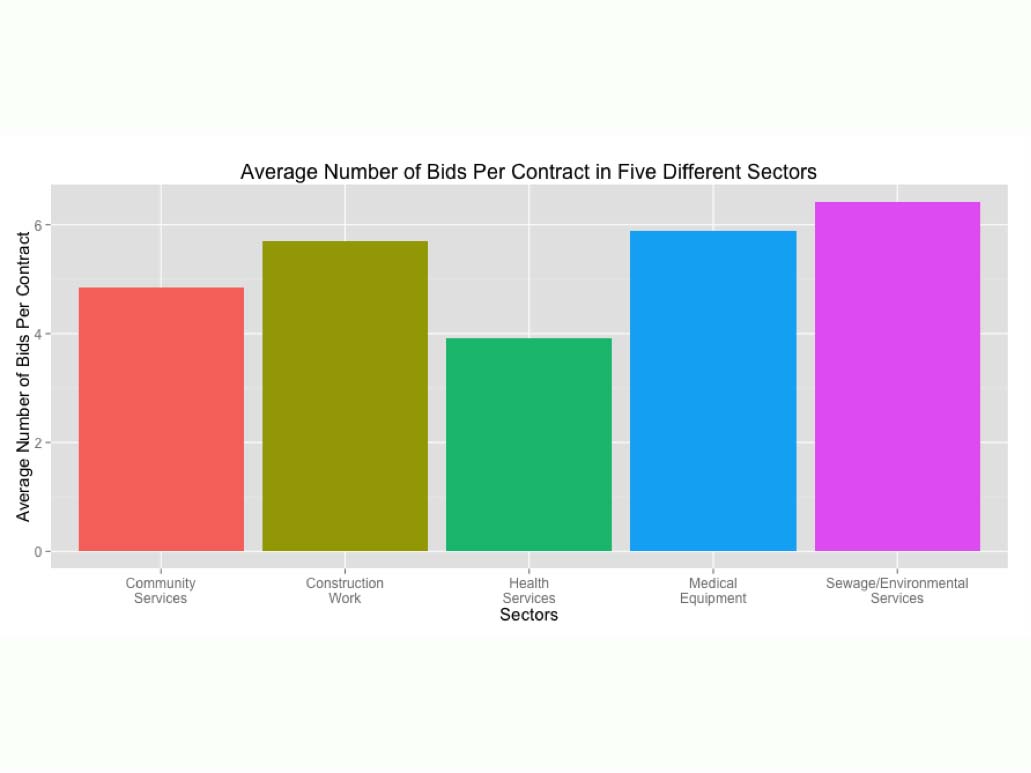 Average Number of Bids Per Contract in Five Different Sectors
Average Number of Bids Per Contract
6
4
2
0
Community
Services
Construction
Work
Health
Services
Medical
Equipment
Sewage/Environmental
Services
Sectors